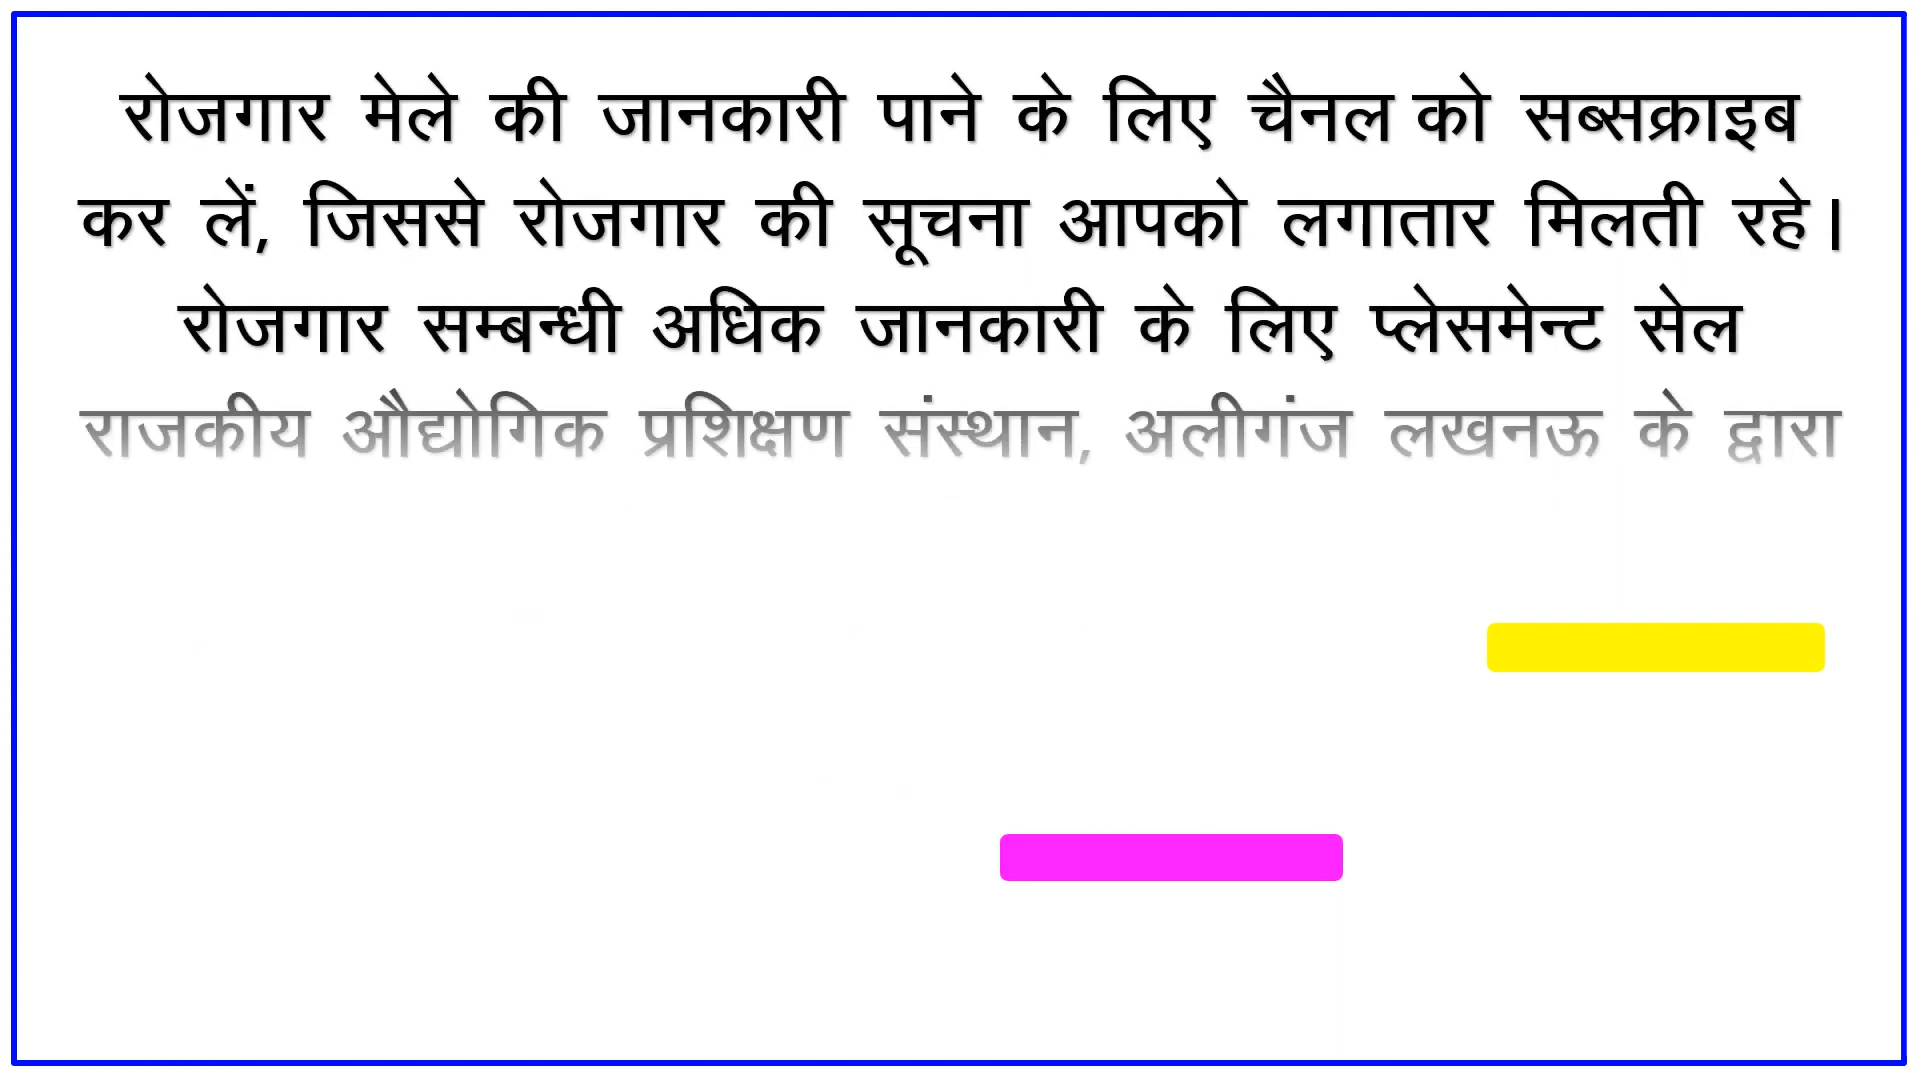 रोजगार मेले की जानकारी पाने के लिए चैनल को सब्सक्राइब
कर लें, जिससे रोजगार की सूचना आपको लगातार मिलती रहे।
रोजगार सम्बन्धी अधिक जानकारी के लिए प्लेसमेन्ट सेल
राजकीय औद्योगिक प्रशिक्षण संस्थान, अलीगंज लखनऊ के द्वारा